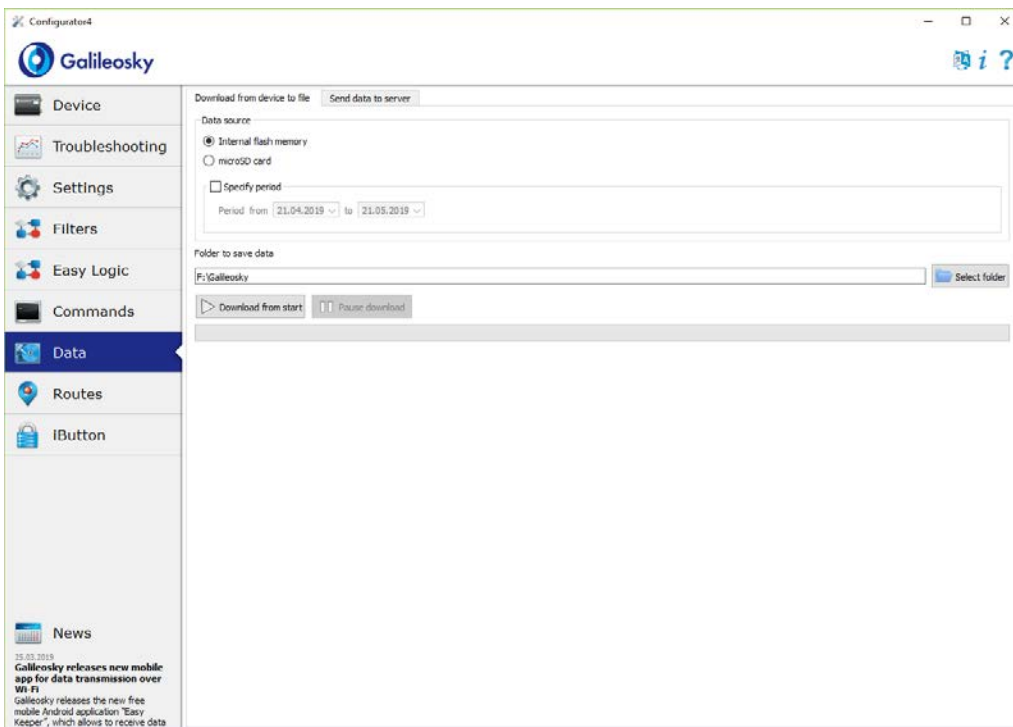 Configurator4
Galileosky
i ?
Device
Troubleshooting
Settings
Filters
Easy Logic
Commands
Data
Routes
IButton
News
25.03.2019
Galileosky releases new mobile
app for data transmission over
Wi-Fi
Galileosky releases the new free
mobile Android application "Easy
Keeper", which allows to receive data
Download from device to file Send data to server
Data source
Internal flash memory
microSD card
Specify period
Period from 21.04.2019 to 21.05.2019
Folder to save data
F:\Galileosky Select folder
Download from start Pause download